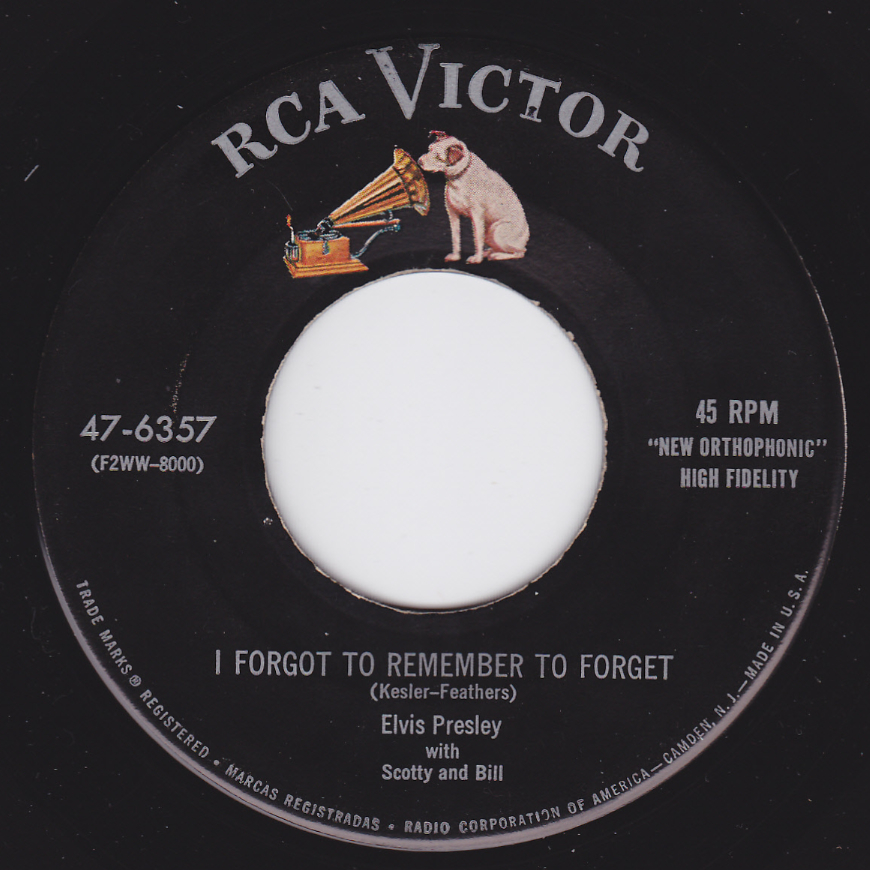 RCA VICTOR
47-6357
(F2WW-8000)
45 RPM
"NEW ORTHOPHONIC"
HIGH FIDELITY
I FORGOT TO REMEMBER TO FORGET
(Kesler-Feathers)
Elvis Presley
with
Scotty and Bill
TRADE MARKS ® REGISTERED • MARCAS REGISTRADAS • RADIO CORPORATION OF AMERICA—CAMDEN, N. J.—MADE IN U. S. A.